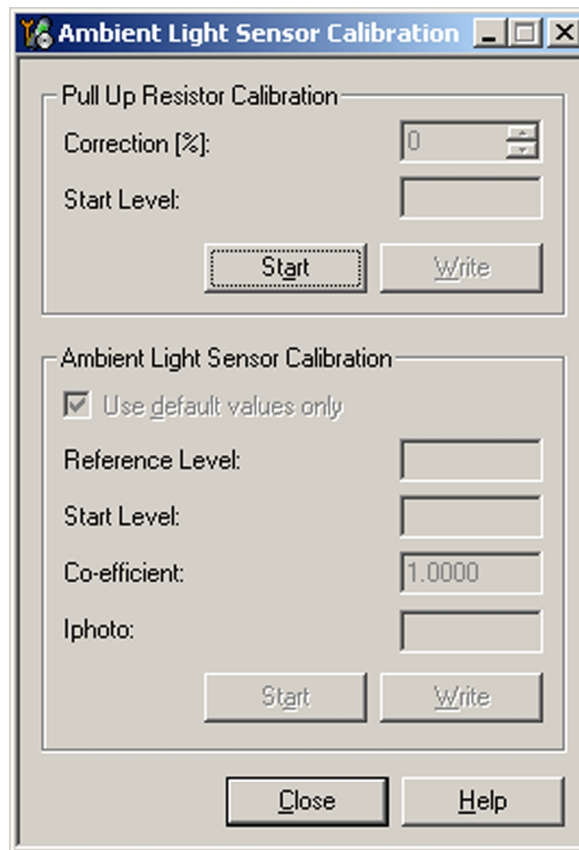 Ambient Light Sensor Calibration
Pull Up Resistor Calibration
Correction [%]: 0
Start Level:
Start Write
Ambient Light Sensor Calibration
Use default values only
Reference Level:
Start Level:
Co-efficient: 1.0000
Iphoto:
Start Write
Close Help